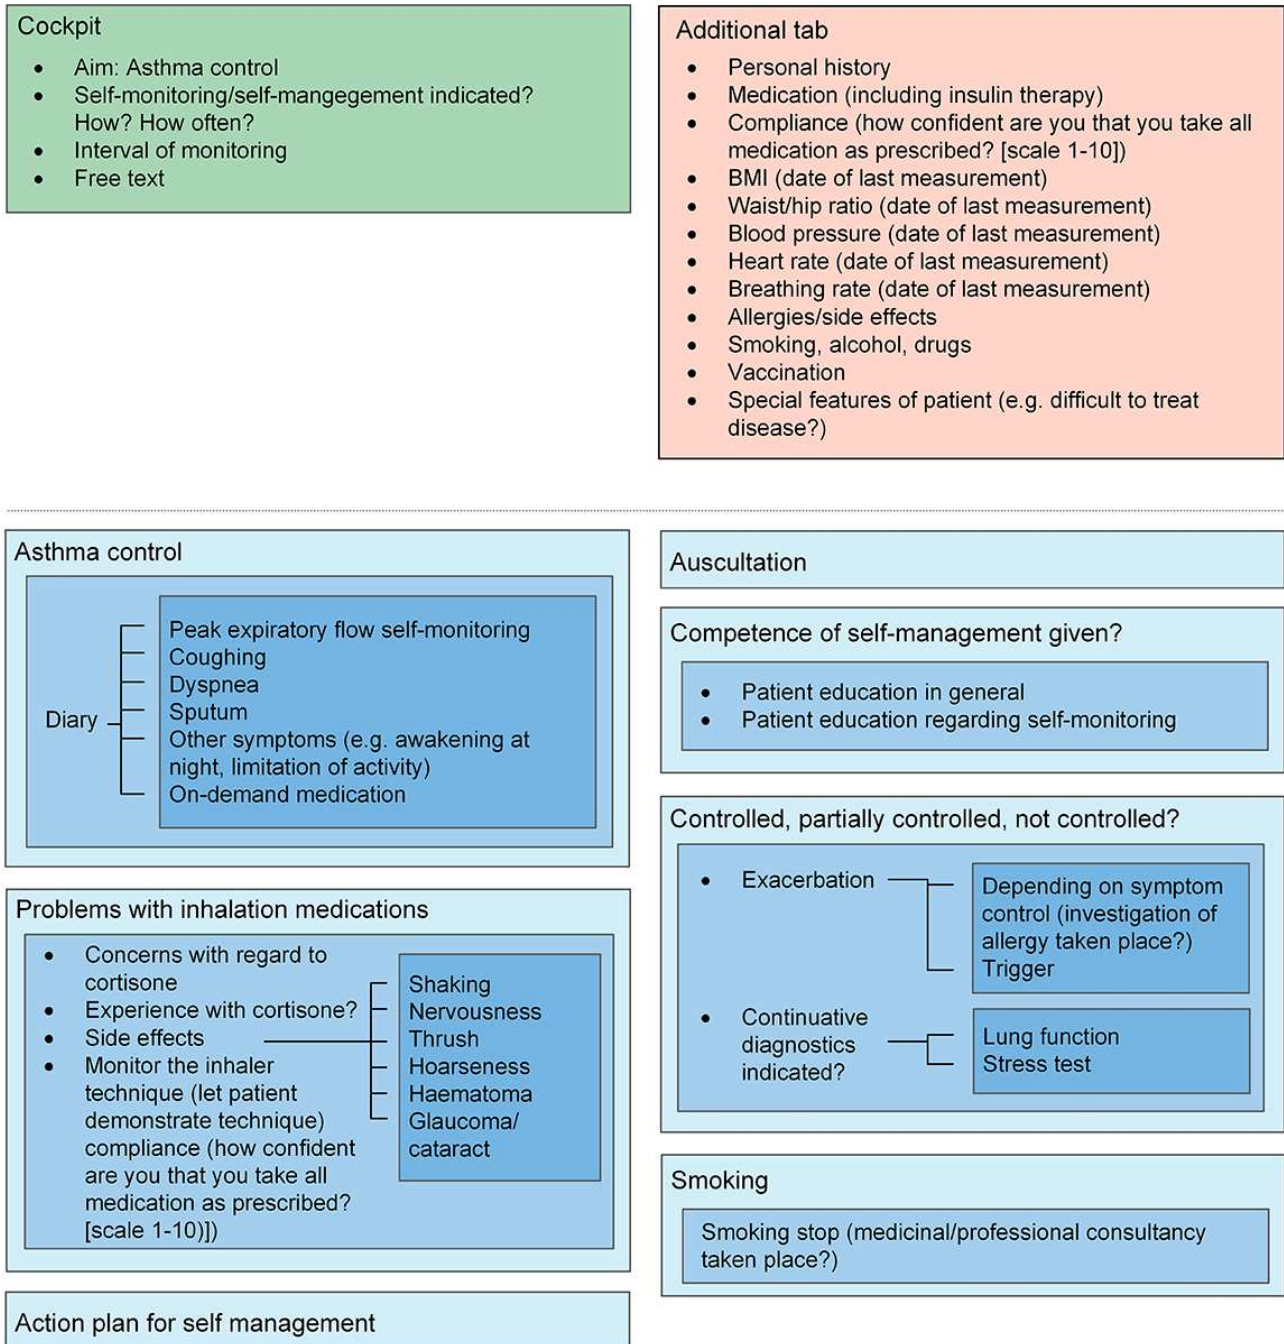 Cockpit
• Aim: Asthma control
• Self-monitoring/self-mangegement indicated?
How? How often?
• Interval of monitoring
• Free text
Additional tab
• Personal history
• Medication (including insulin therapy)
• Compliance (how confident are you that you take all
medication as prescribed? [scale 1-10])
• BMI (date of last measurement)
• Waist/hip ratio (date of last measurement)
• Blood pressure (date of last measurement)
• Heart rate (date of last measurement)
• Breathing rate (date of last measurement)
• Allergies/side effects
• Smoking, alcohol, drugs
• Vaccination
• Special features of patient (e.g. difficult to treat
disease?)
Asthma control
Diary
Peak expiratory flow self-monitoring
Coughing
Dyspnea
Sputum
Other symptoms (e.g. awakening at
night, limitation of activity)
On-demand medication
Problems with inhalation medications
• Concerns with regard to
cortisone
• Experience with cortisone?
• Side effects
• Monitor the inhaler
technique (let patient
demonstrate technique)
compliance (how confident
are you that you take all
medication as prescribed?
[scale 1-10)])
Shaking
Nervousness
Thrush
Hoarseness
Haematoma
Glaucoma/
cataract
Action plan for self management
Auscultation
Competence of self-management given?
• Patient education in general
• Patient education regarding self-monitoring
Controlled, partially controlled, not controlled?
• Exacerbation
Depending on symptom
control (investigation of
allergy taken place?)
Trigger
• Continuative
diagnostics
indicated?
Lung function
Stress test
Smoking
Smoking stop (medicinal/professional consultancy
taken place?)